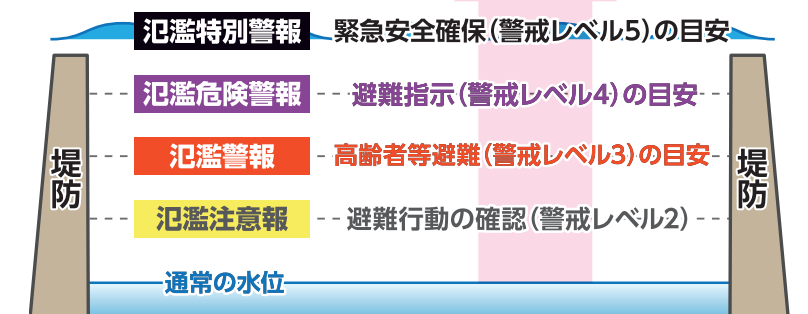 氾濫特別警報 緊急安全確保（警戒レベル5）の目安
氾濫危険警報 避難指示（警戒レベル4）の目安
氾濫警報 高齢者等避難（警戒レベル3）の目安
堤防
堤防
氾濫注意報 避難行動の確認（警戒レベル2）
通常の水位